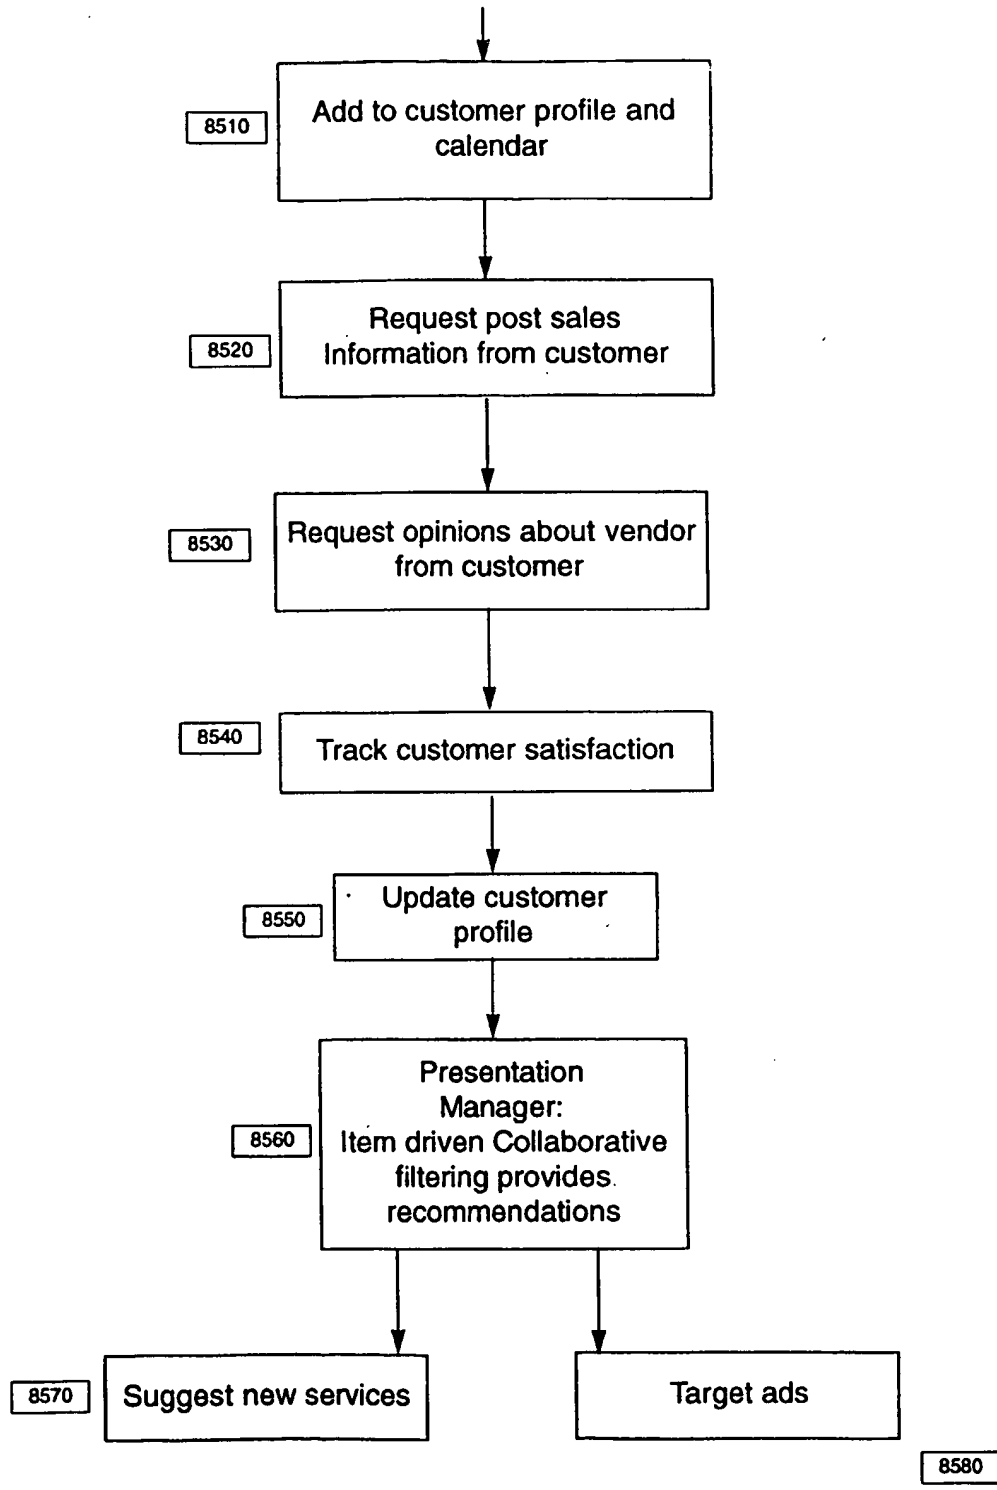 Add to customer profile and
calendar
8510
Request post sales
Information from customer
8520
Request opinions about vendor
from customer
8530
Track customer satisfaction
8540
Update customer
profile
8550
Presentation
Manager:
Item driven Collaborative
filtering provides
recommendations
8560
Suggest new services
8570
Target ads
8580